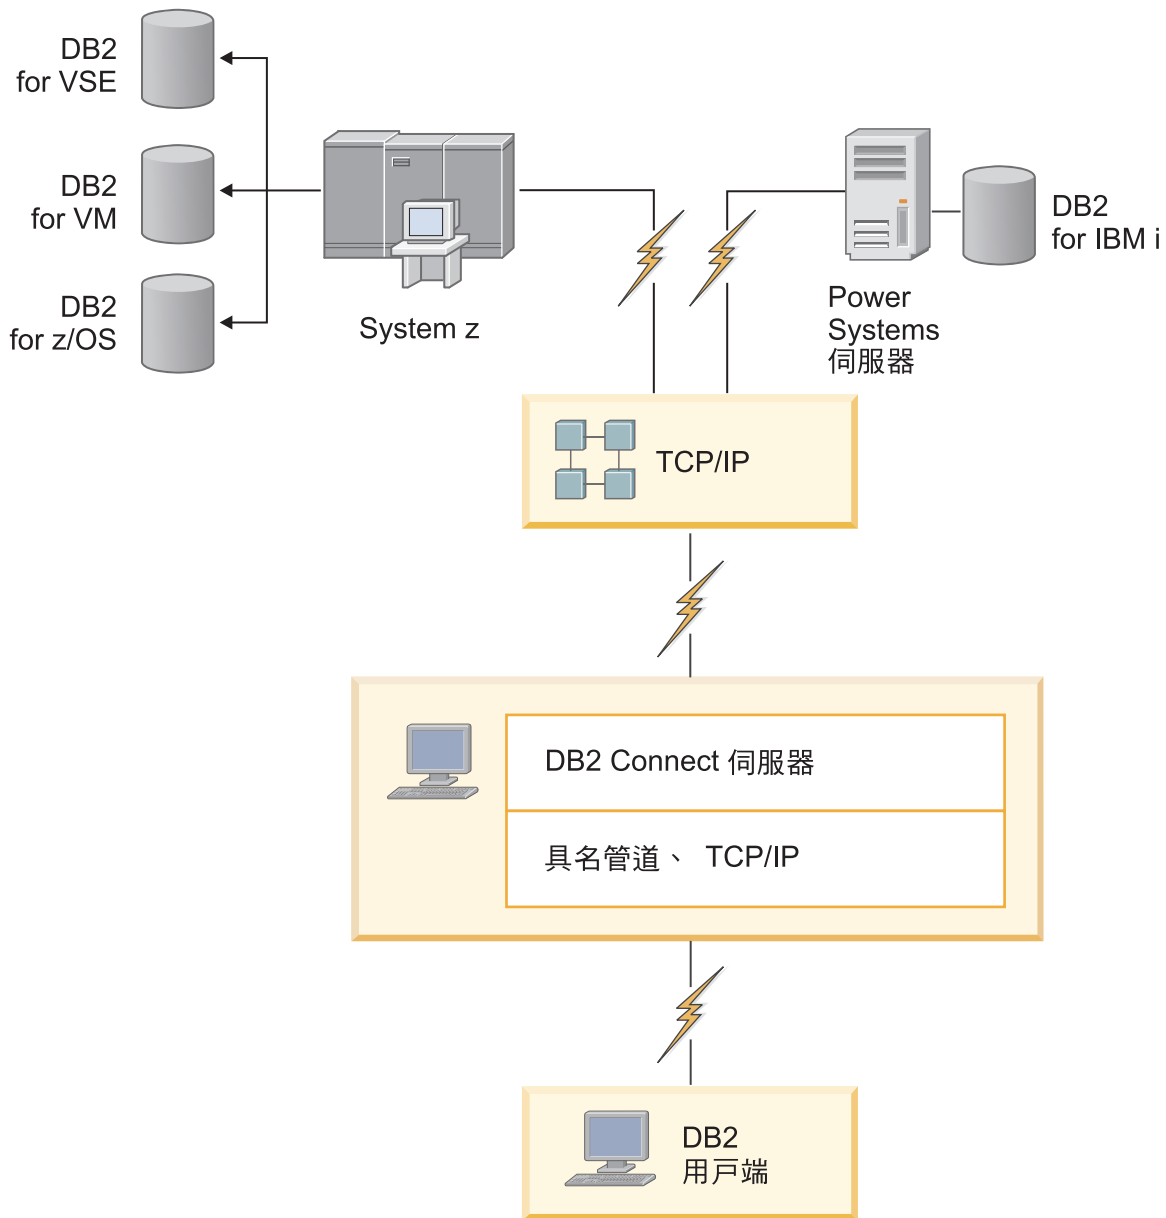 DB2
for VSE
DB2
for VM
DB2
for z/OS
System z
Power
Systems
伺服器
DB2
for IBM i
TCP/IP
DB2 Connect 伺服器
具名管道、 TCP/IP
DB2
用戶端